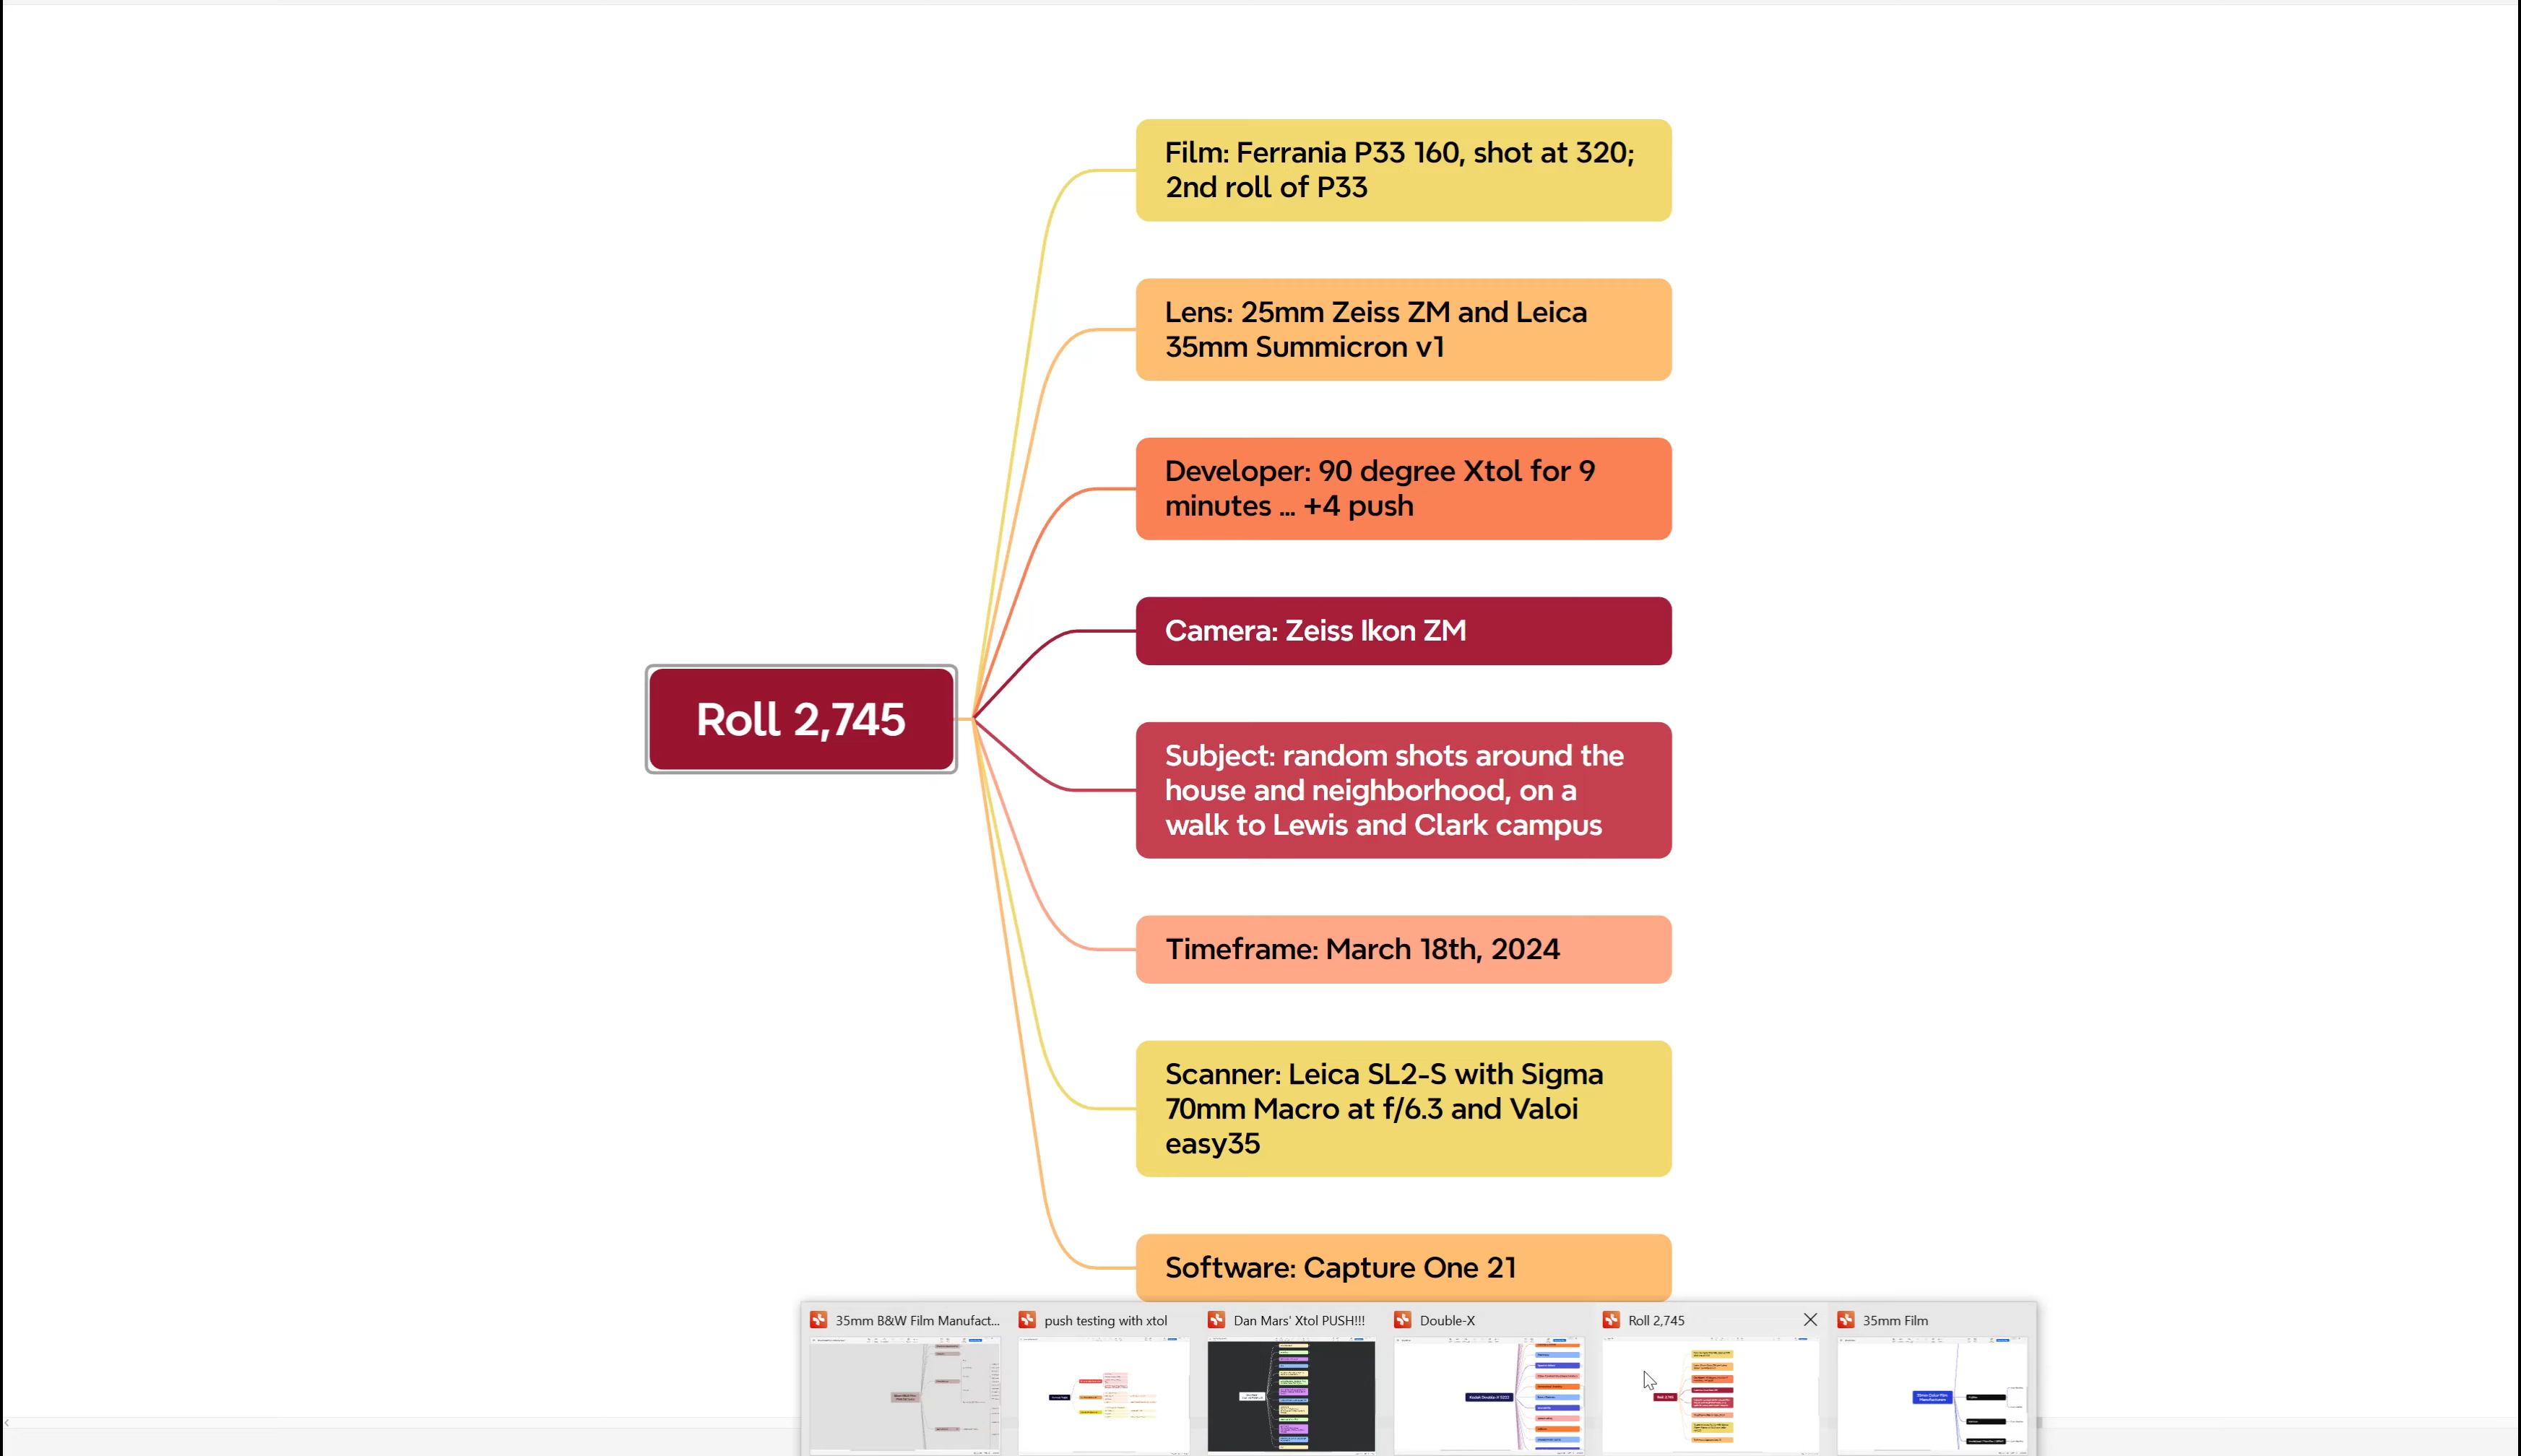 Film: Ferrania P33 160, shot at 320;
2nd roll of P33
Lens: 25mm Zeiss ZM and Leica
35mm Summicron v1
Developer: 90 degree Xtol for 9
minutes ... +4 push
Camera: Zeiss Ikon ZM
Roll 2,745
Subject: random shots around the
house and neighborhood, on a
walk to Lewis and Clark campus
Timeframe: March 18th, 2024
Scanner: Leica SL2-S with Sigma
70mm Macro at f/6.3 and Valoi
easy35
Software: Capture One 21
35mm B&W Film Manufact...
push testing with xtol
Dan Mars' Xtol PUSH!!!
Double-X
Roll 2,745
35mm Film